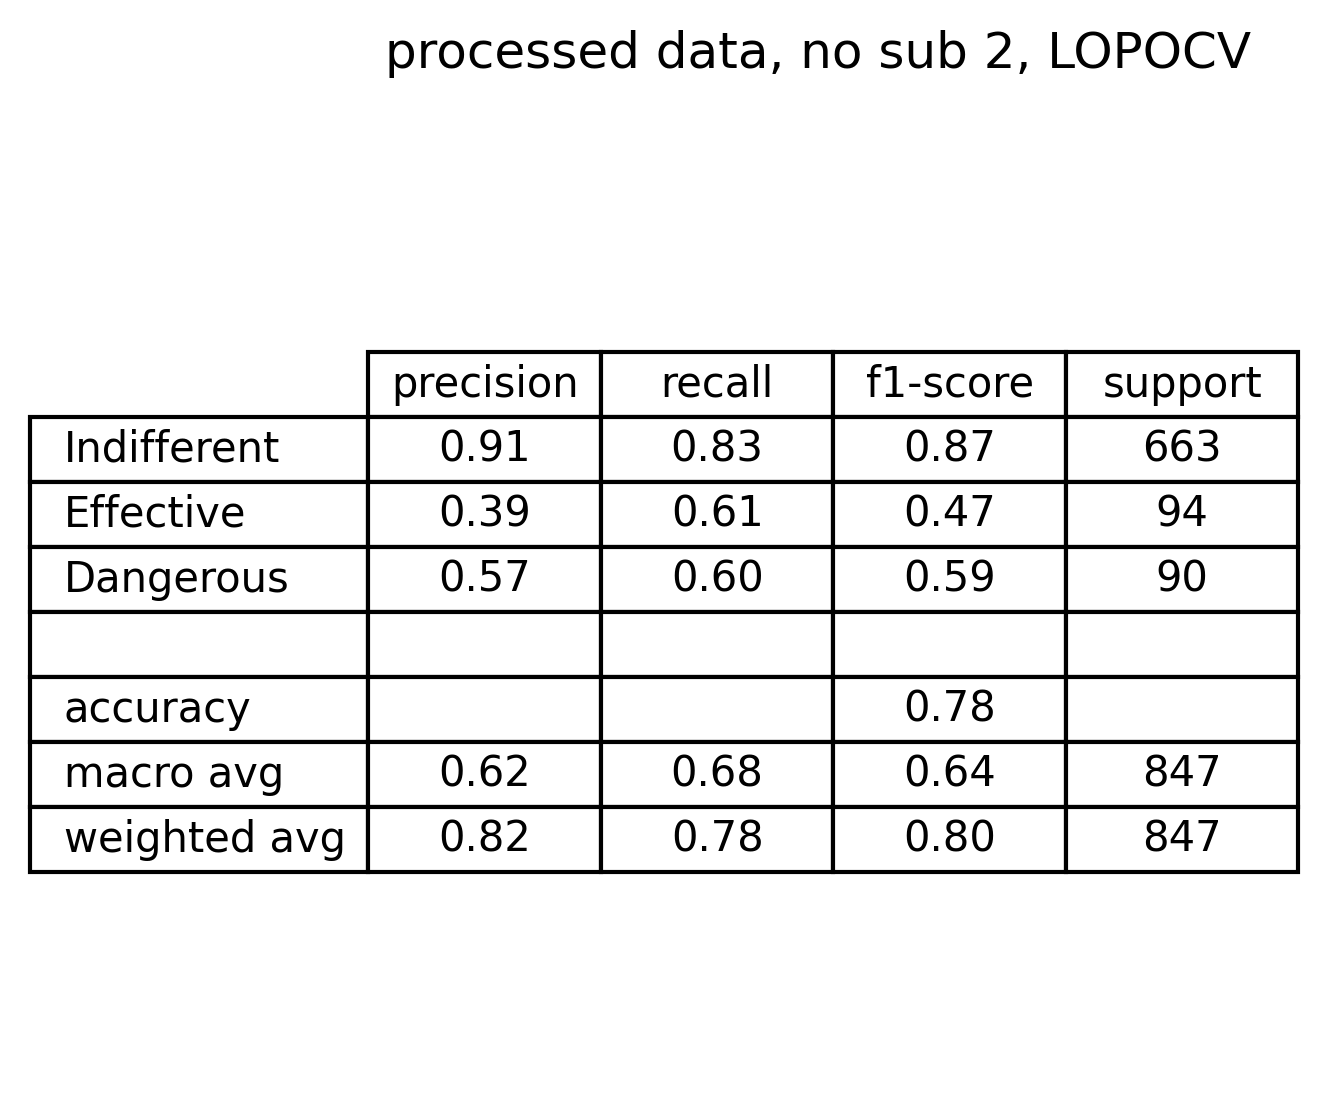 processed data, no sub 2, LOPOCV
precision recall f1-score support
Indifferent 0.91 0.83 0.87 663
Effective 0.39 0.61 0.47 94
Dangerous 0.57 0.60 0.59 90
accuracy 0.78
macro avg 0.62 0.68 0.64 847
weighted avg 0.82 0.78 0.80 847